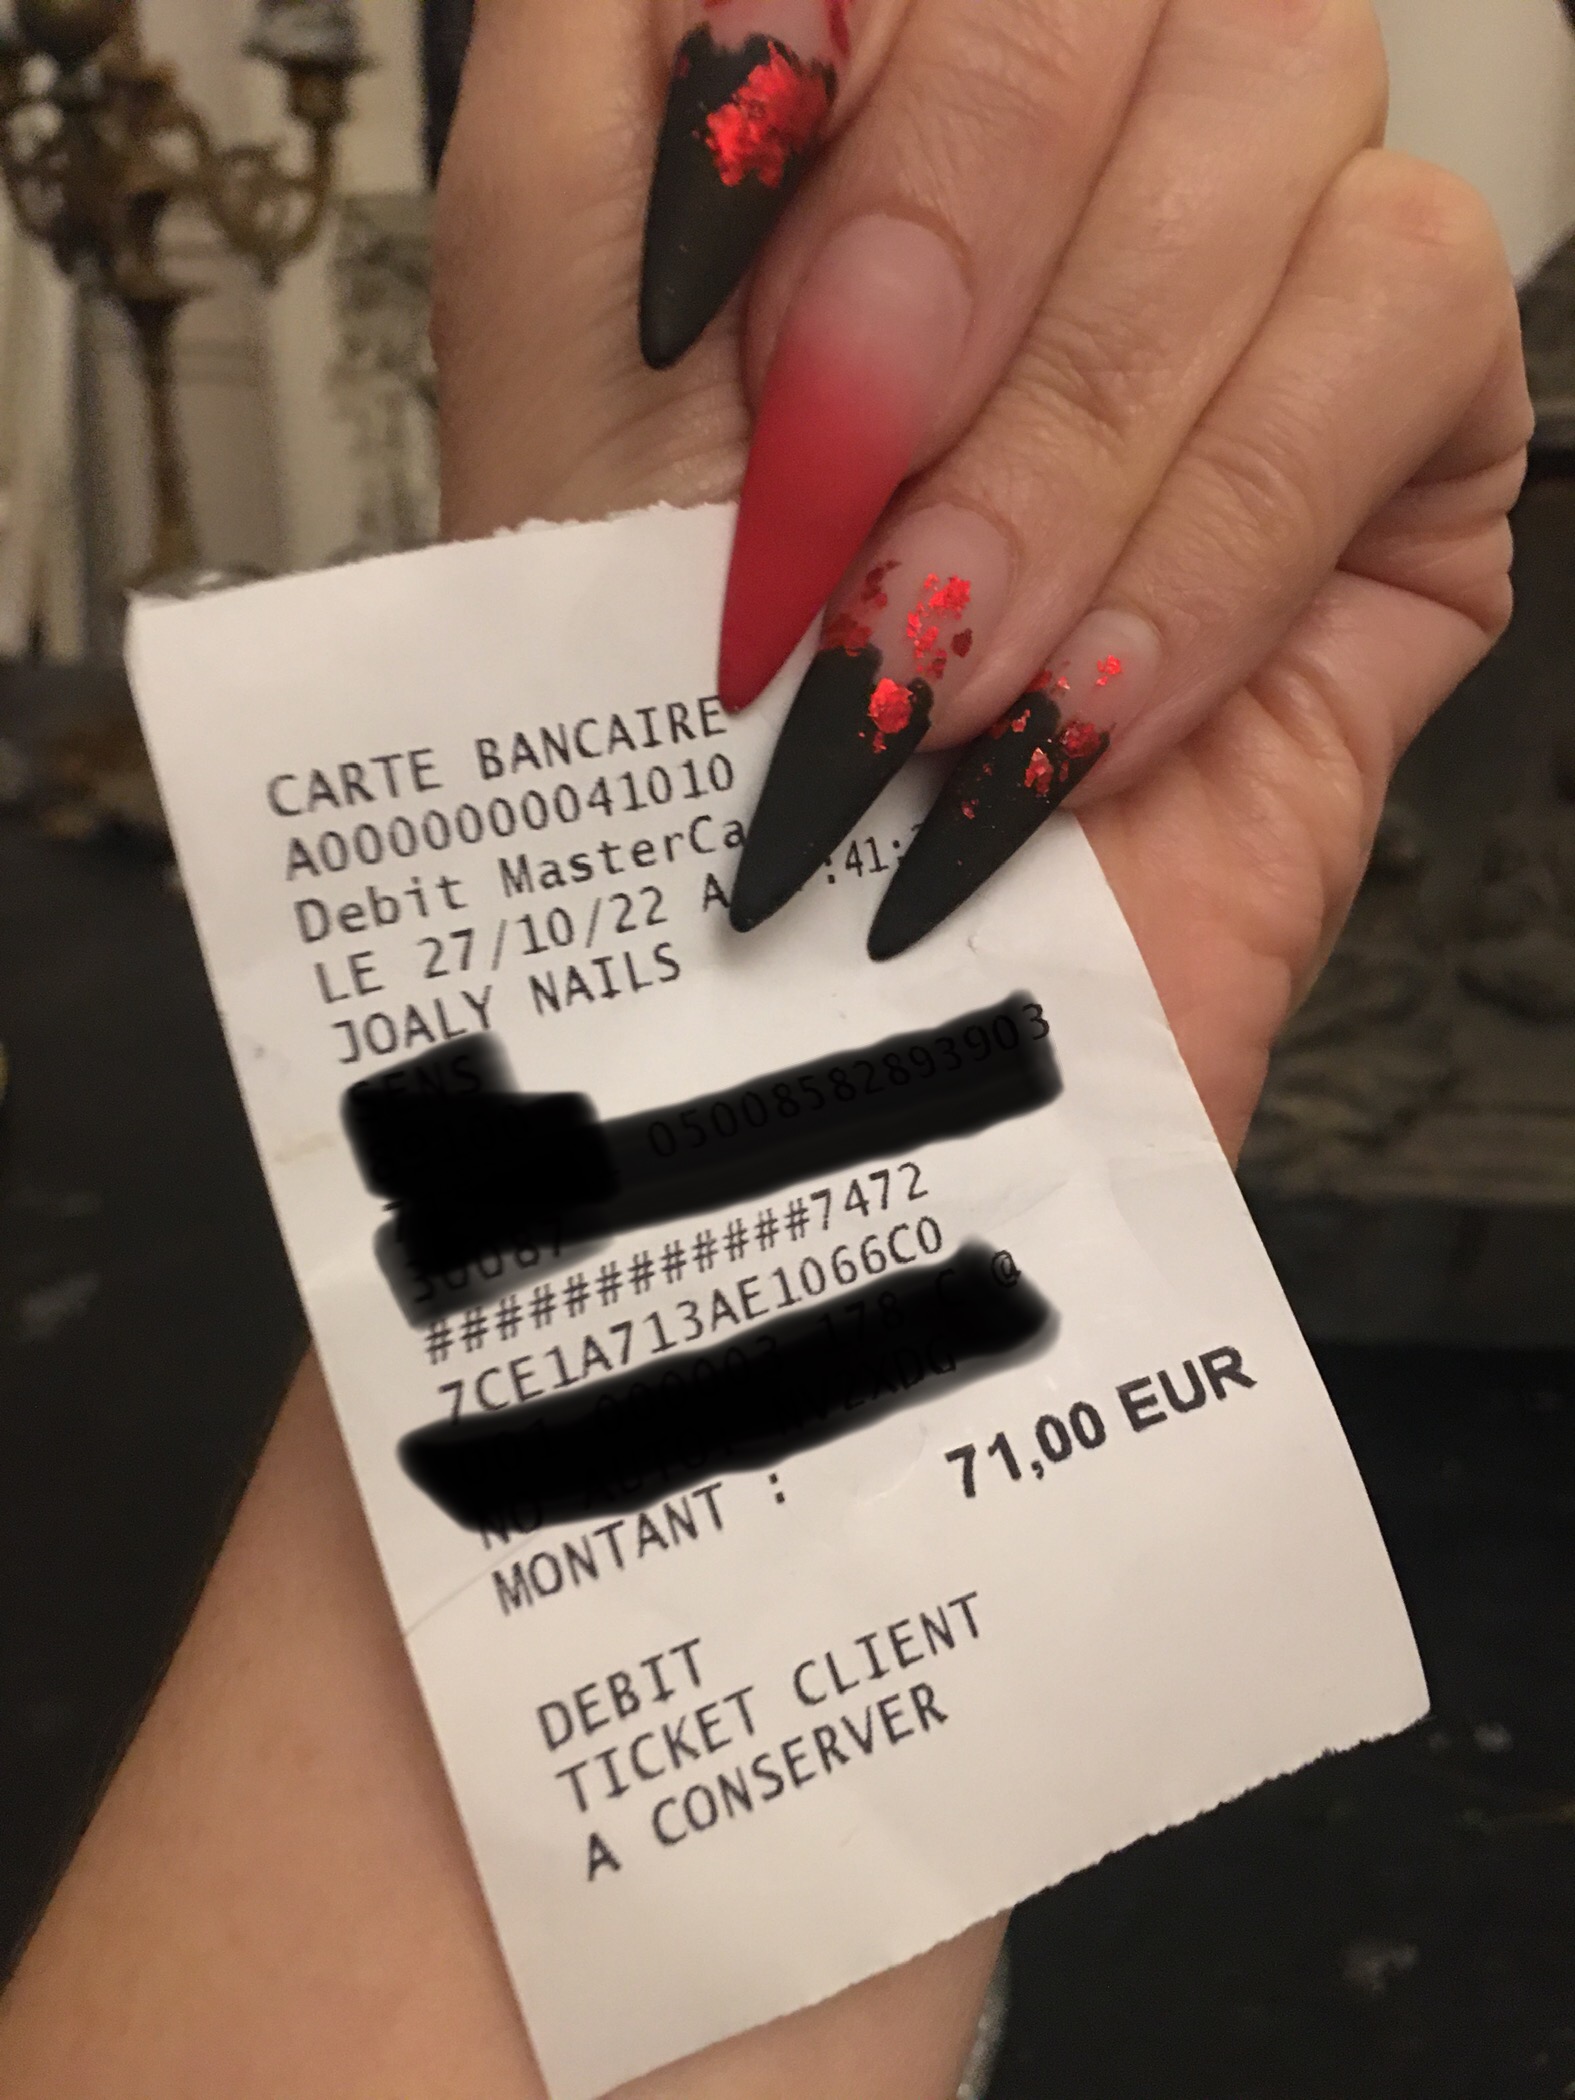 CARTE BANCAIRE
A0000000041010
Debit MasterCa
LE 27/10/22 A :41:
JOALY NAILS
############7472
7CE1A713AE1066C0
MONTANT : 71,00 EUR
DEBIT
TICKET CLIENT
A CONSERVER